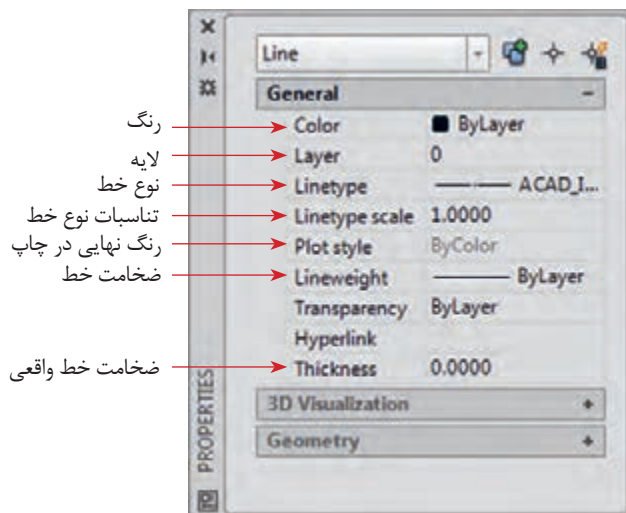 Line
General
رنگ Color ByLayer
لایه Layer 0
نوع خط Linetype ACAD_I...
تناسبات نوع خط Linetype scale 1.0000
رنگ نهایی در چاپ Plot style ByColor
ضخامت خط Lineweight ByLayer
Transparency ByLayer
Hyperlink
ضخامت خط واقعی Thickness 0.0000
3D Visualization
Geometry
PROPERTIES